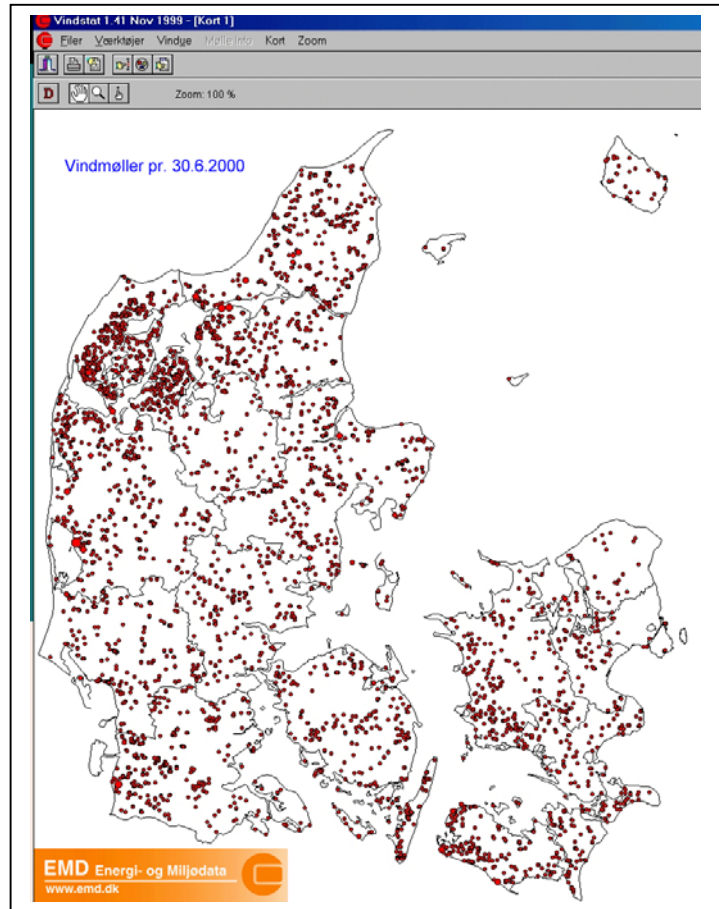 Vindstat 1.41 Nov 1999 - [Kort 1]
Eiler Værktøjer Vindue Mølle Info Kort Zoom
D Zoom: 100 %
Vindmøller pr. 30.6.2000
EMD Energi- og Miljødata
www.emd.dk